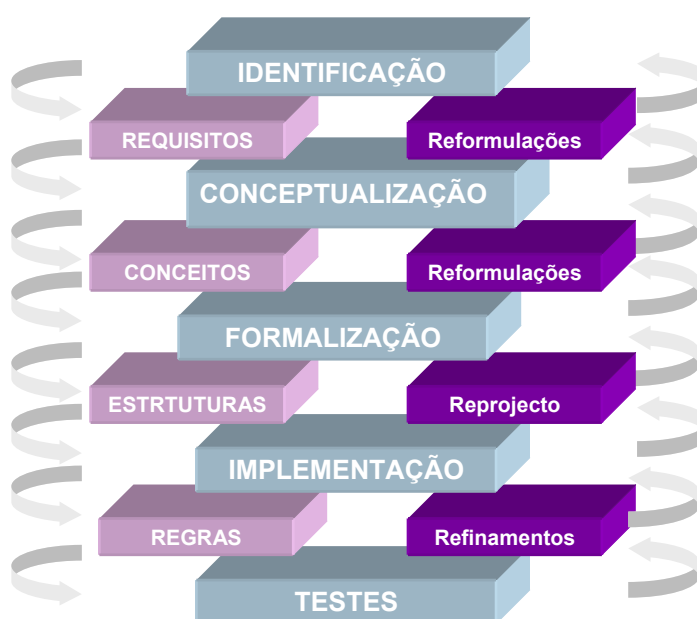 IDENTIFICAÇÃO
REQUISITOS
Reformulações
CONCEPTUALIZAÇÃO
CONCEITOS
Reformulações
FORMALIZAÇÃO
ESTRTUTURAS
Reprojecto
IMPLEMENTAÇÃO
REGRAS
Refinamentos
TESTES